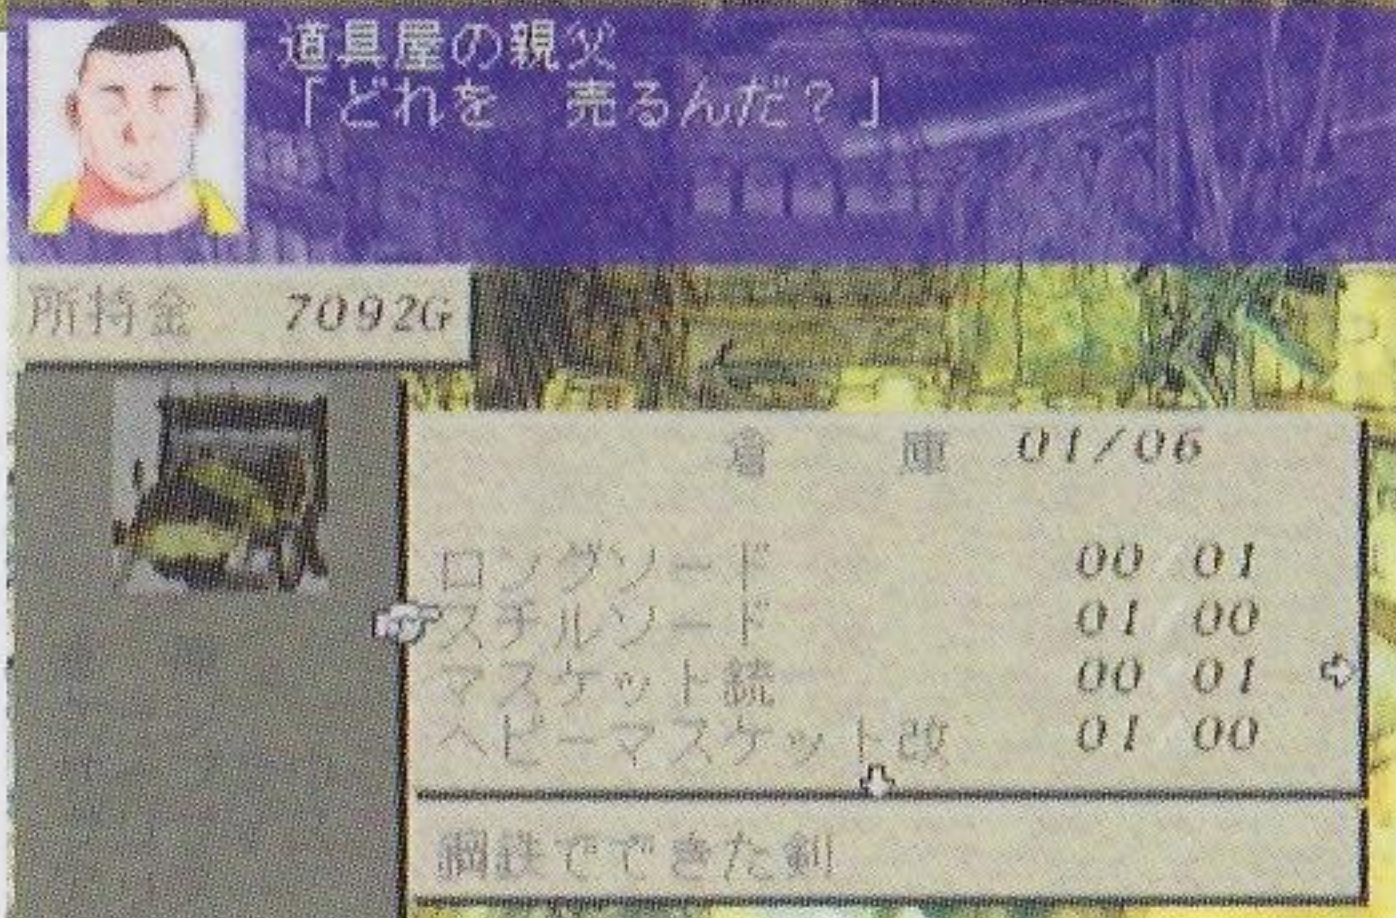 道具屋の親父
「どれを 売るんだ?」
所持金 7092G
倉庫 01/06
ロングソード 00/01
スチルソード 01/00
マスケット銃 00/01
ヘビーマスケット改 01/00
鋼鉄でできた剣